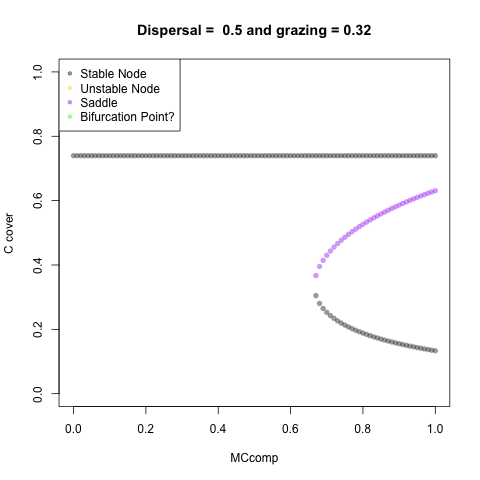 Dispersal =  0.5 and grazing = 0.32
Stable Node
Unstable Node
Saddle
Bifurcation Point?
1.0
0.8
0.6
0.4
0.2
0.0
C cover
0.0 0.2 0.4 0.6 0.8 1.0
MCcomp